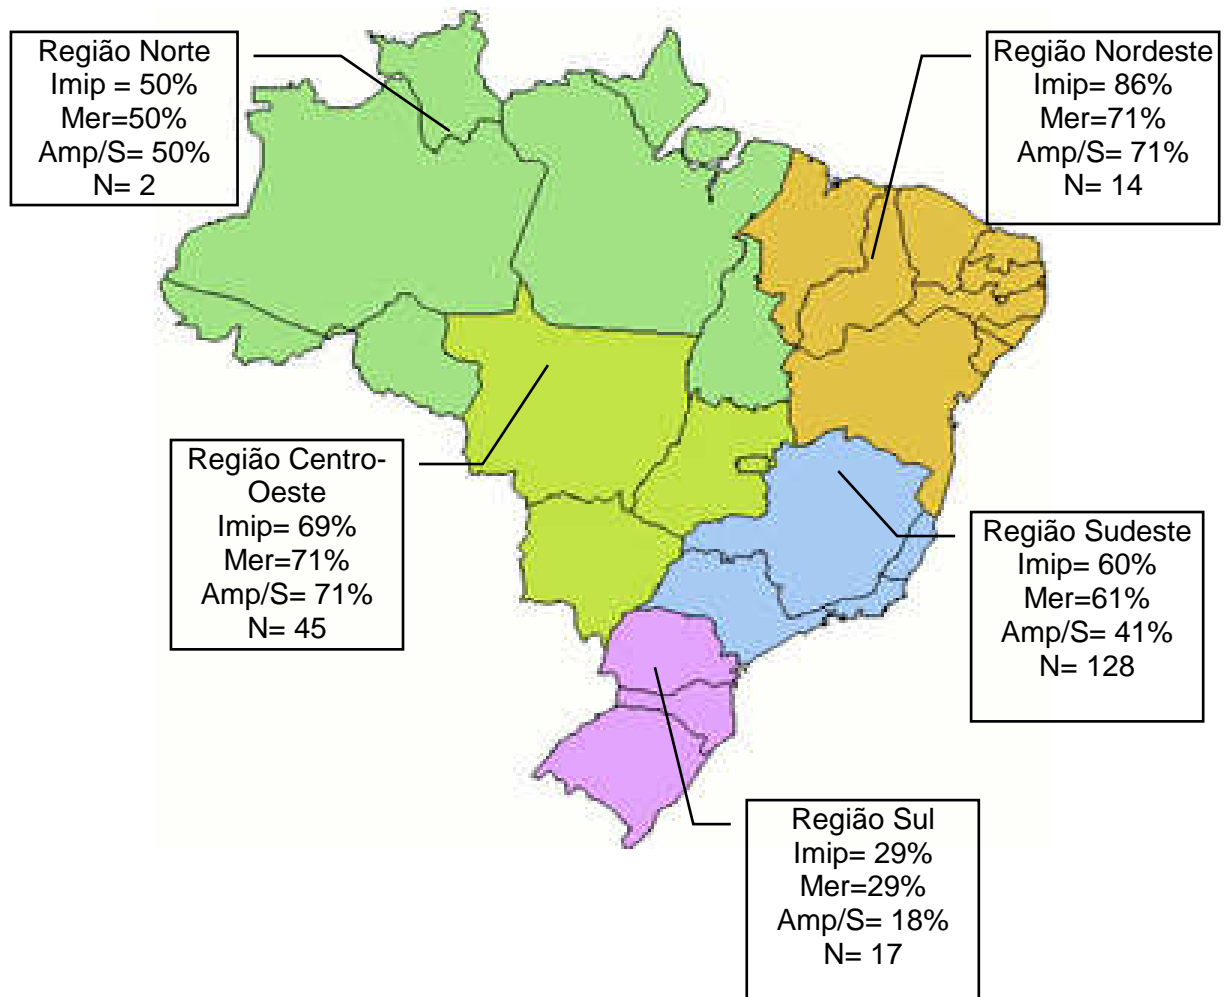 Região Norte
Imip = 50%
Mer=50%
Amp/S= 50%
N= 2
Região Nordeste
Imip= 86%
Mer=71%
Amp/S= 71%
N= 14
Região Centro-
Oeste
Imip= 69%
Mer=71%
Amp/S= 71%
N= 45
Região Sudeste
Imip= 60%
Mer=61%
Amp/S= 41%
N= 128
Região Sul
Imip= 29%
Mer=29%
Amp/S= 18%
N= 17